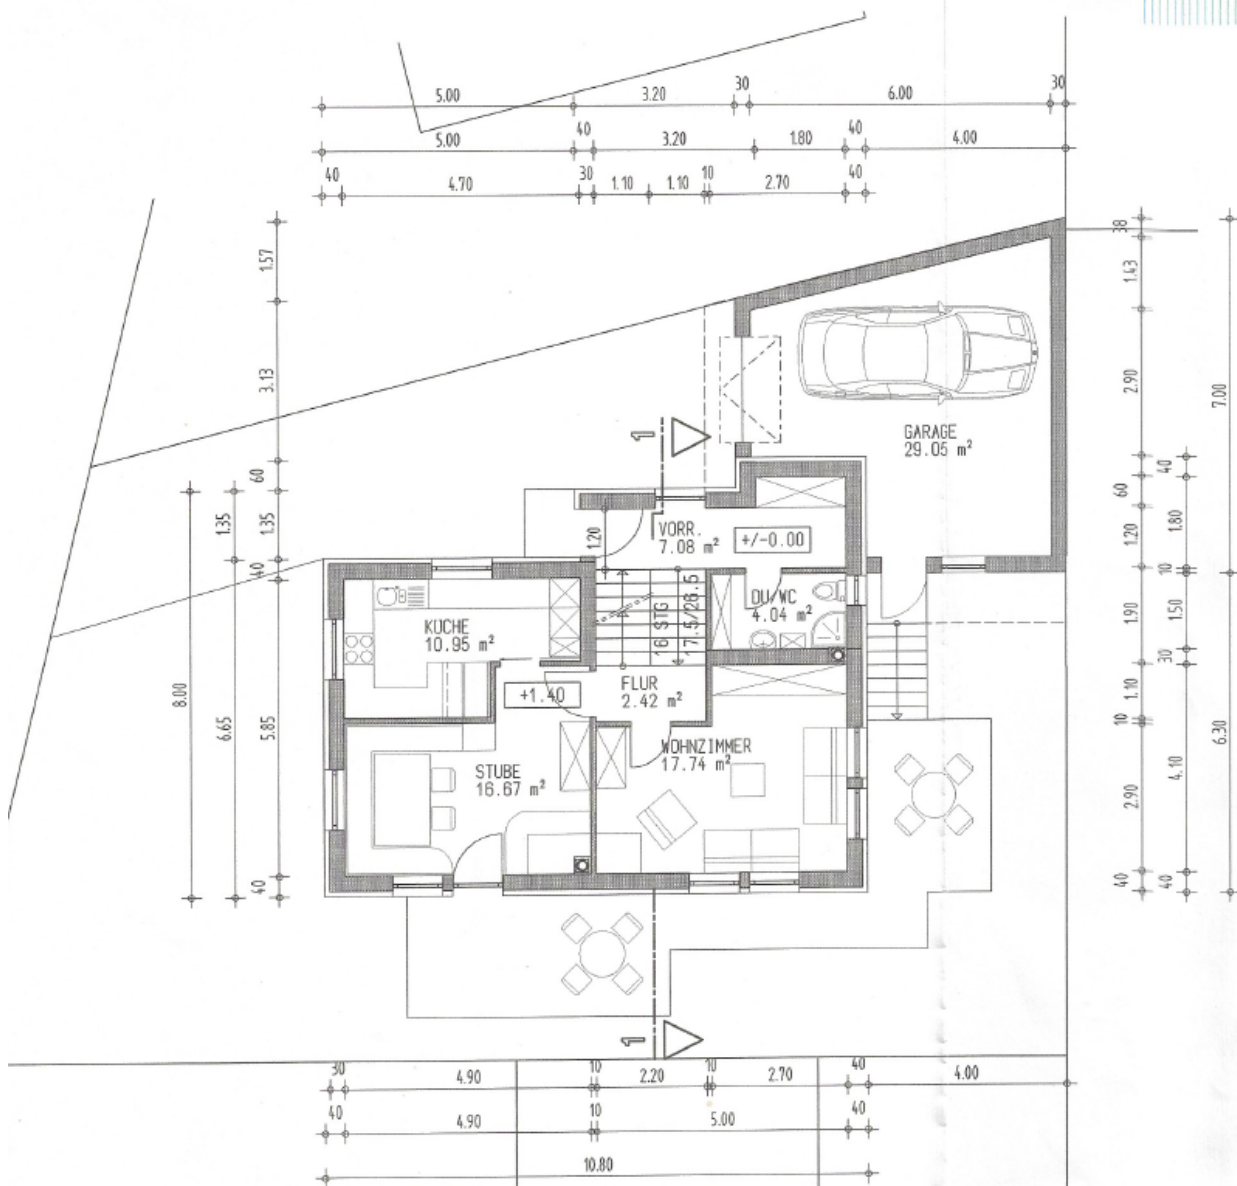 5.00 3.20 30 6.00 30
5.00 40 3.20 1.80 40 4.00
40 4.70 30 1.10 1.10 10 2.70 40
1.57
3.13
60
1.35
40
5.85
40
1.35
6.65
8.00
38
1.43
2.90
60
1.20
10
1.90
1.10
10
2.90
40
40
1.80
1.50
30
4.10
40
7.00
6.30
1
GARAGE
29.05 m²
VORR.
7.08 m²
+/-0.00
1.20
16 STG
17.5/26.5
DU/WC
4.04 m²
KÜCHE
10.95 m²
+1.40
FLUR
2.42 m²
STUBE
16.67 m²
WOHNZIMMER
17.74 m²
1
30 4.90 10 2.20 10 2.70 40 4.00
40 4.90 10 5.00 40
10.80